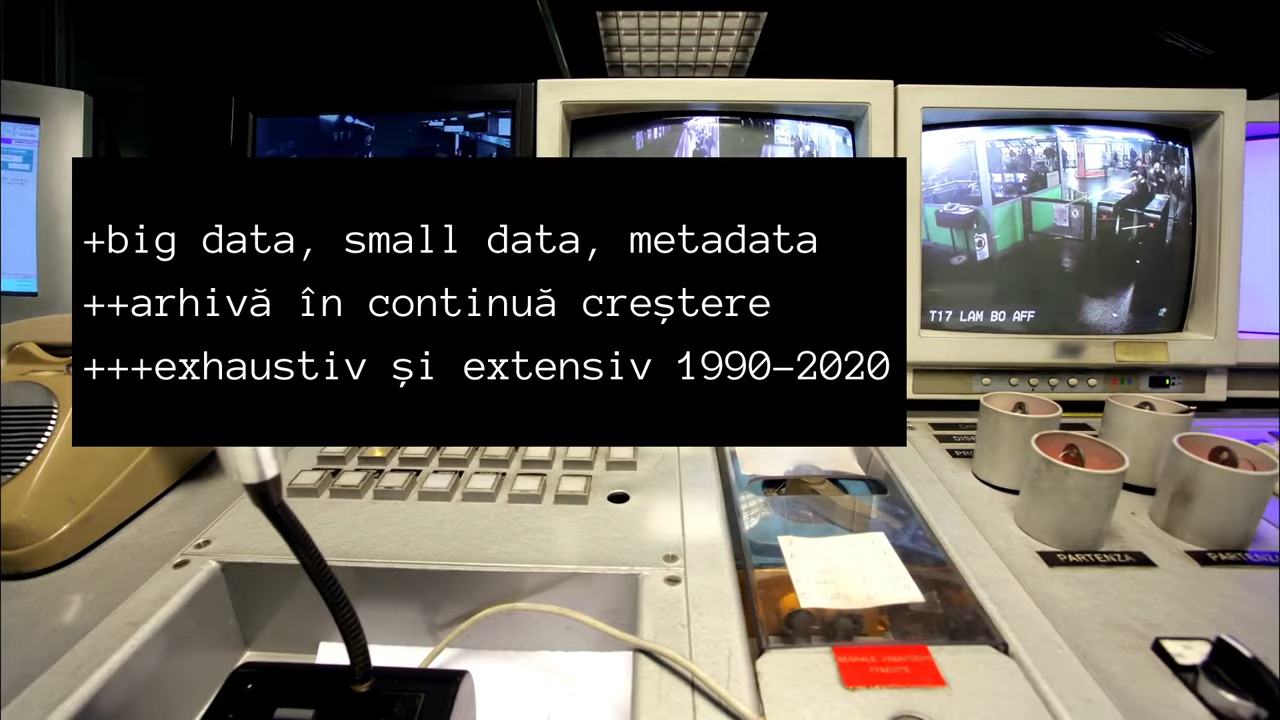 +big data, small data, metadata
++arhivă în continuă creștere
+++exhaustiv și extensiv 1990-2020
T17 LAM BO AFF
PARTENZA
PARTENZA